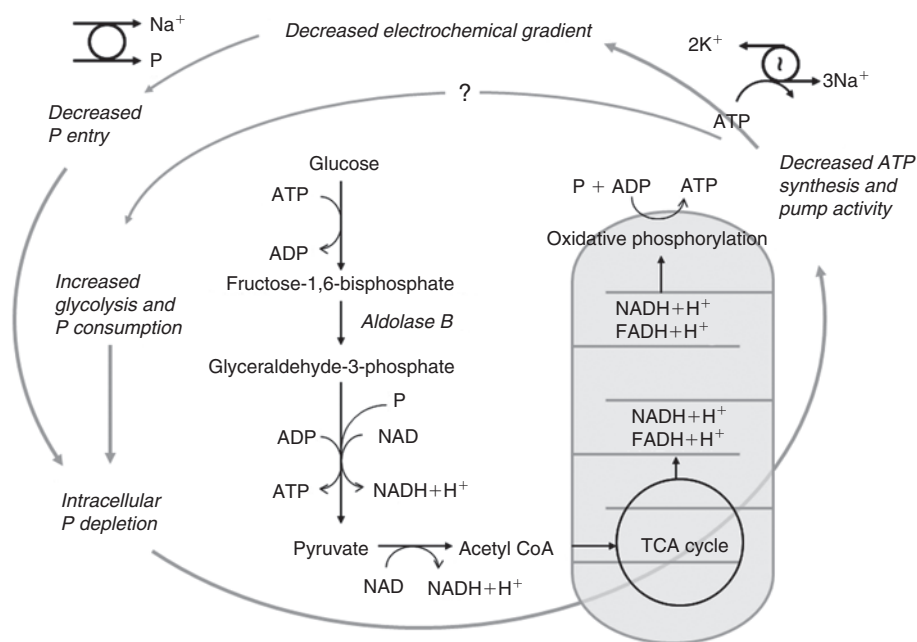 Na⁺
P
Decreased electrochemical gradient
2K⁺
~
3Na⁺
ATP
?
Decreased
P entry
Decreased ATP
synthesis and
pump activity
Glucose
ATP
ADP
Fructose-1,6-bisphosphate
Aldolase B
Glyceraldehyde-3-phosphate
P
ADP
NAD
ATP
NADH+H⁺
Pyruvate
Acetyl CoA
NAD
NADH+H⁺
Increased
glycolysis and
P consumption
Intracellular
P depletion
P + ADP
ATP
Oxidative phosphorylation
NADH+H⁺
FADH+H⁺
NADH+H⁺
FADH+H⁺
TCA cycle